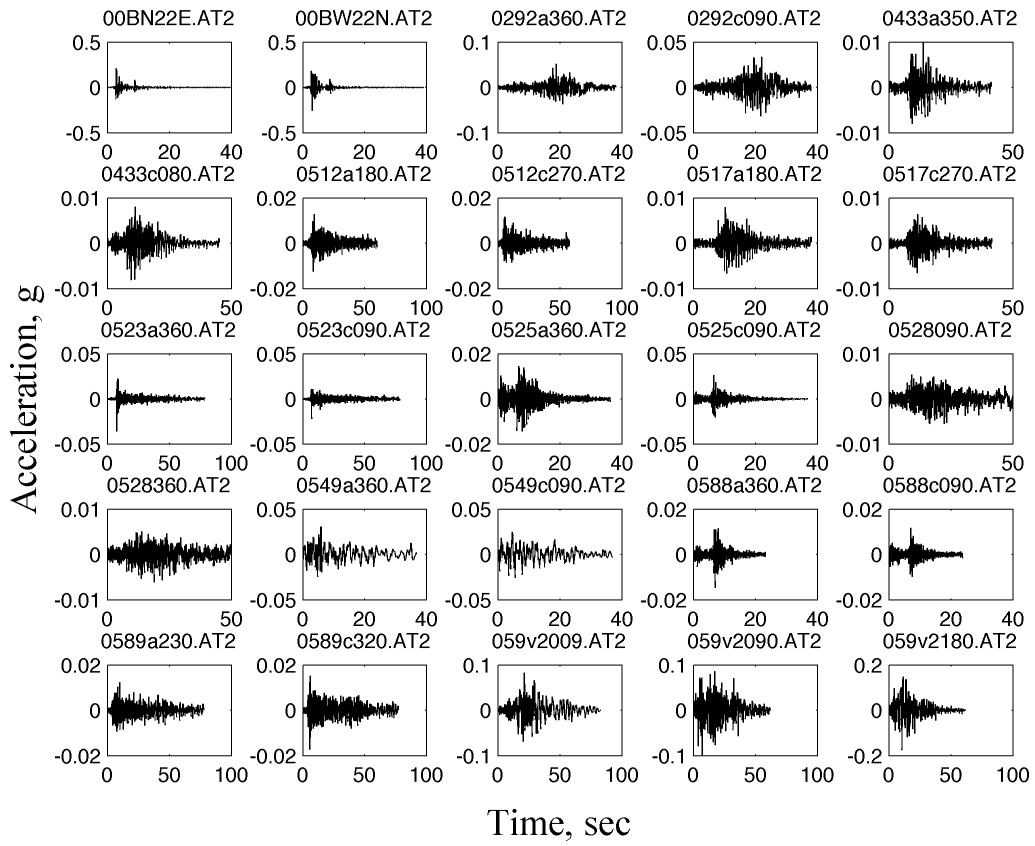 00BN22E.AT2 00BW22N.AT2 0292a360.AT2 0292c090.AT2 0433a350.AT2
0.5 0.5 0.1 0.05 0.01
0 0 0 0 0
-0.5 -0.5 -0.1 -0.05 -0.01
0 20 40 0 20 40 0 20 40 0 20 40 0 50
0433c080.AT2 0512a180.AT2 0512c270.AT2 0517a180.AT2 0517c270.AT2
0.01 0.02 0.02 0.01 0.01
0 0 0 0 0
-0.01 -0.02 -0.02 -0.01 -0.01
0 50 0 50 100 0 50 100 0 20 40 0 50
0523a360.AT2 0523c090.AT2 0525a360.AT2 0525c090.AT2 0528090.AT2
0.05 0.05 0.02 0.05 0.01
0 0 0 0 0
-0.05 -0.05 -0.02 -0.05 -0.01
0 50 100 0 50 100 0 20 40 0 20 40 0 50
0528360.AT2 0549a360.AT2 0549c090.AT2 0588a360.AT2 0588c090.AT2
0.01 0.05 0.05 0.02 0.02
0 0 0 0 0
-0.01 -0.05 -0.05 -0.02 -0.02
0 50 0 20 40 0 20 40 0 20 40 0 20 40
0589a230.AT2 0589c320.AT2 059v2009.AT2 059v2090.AT2 059v2180.AT2
0.02 0.02 0.1 0.1 0.2
0 0 0 0 0
-0.02 -0.02 -0.1 -0.1 -0.2
0 50 100 0 50 100 0 50 100 0 50 100 0 50 100
Acceleration, g
Time, sec